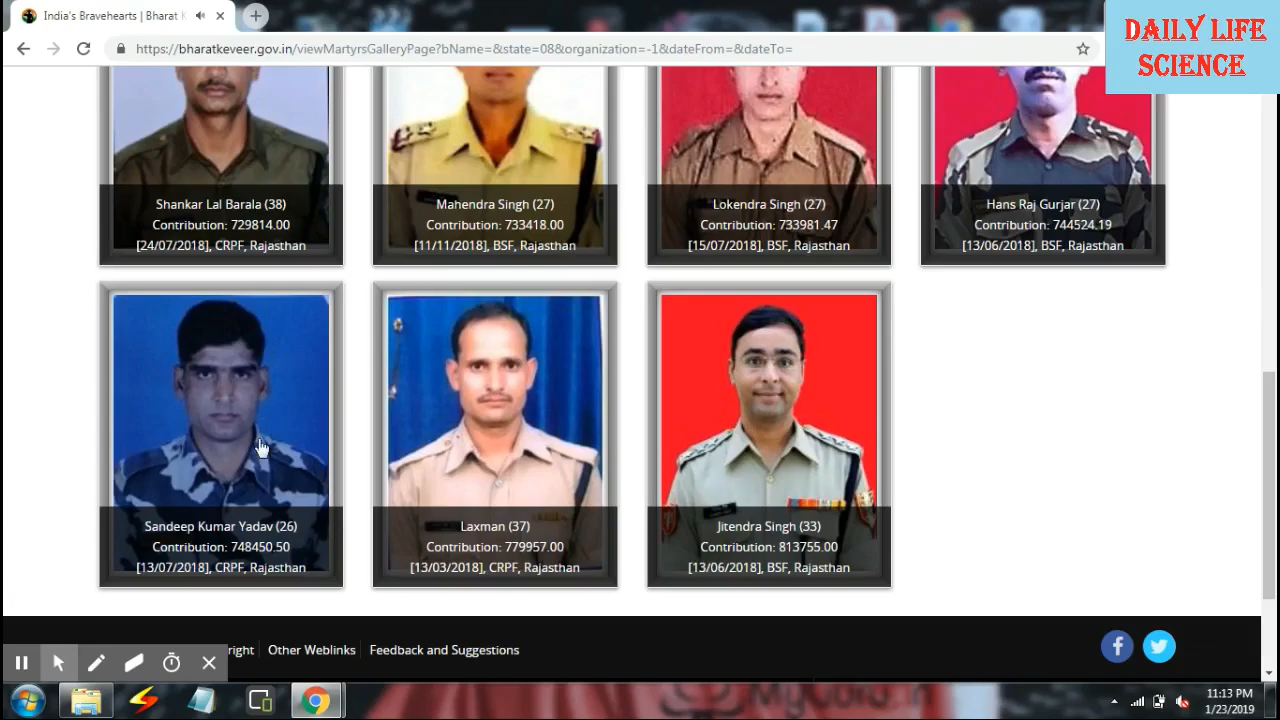 India's Bravehearts | Bharat K
https://bharatkeveer.gov.in/viewMartyrsGalleryPage?bName=&state=08&organization=-1&dateFrom=&dateTo=
DAILY LIFE
SCIENCE
Shankar Lal Barala (38)
Contribution: 729814.00
[24/07/2018], CRPF, Rajasthan
Mahendra Singh (27)
Contribution: 733418.00
[11/11/2018], BSF, Rajasthan
Lokendra Singh (27)
Contribution: 733981.47
[15/07/2018], BSF, Rajasthan
Hans Raj Gurjar (27)
Contribution: 744524.19
[13/06/2018], BSF, Rajasthan
Sandeep Kumar Yadav (26)
Contribution: 748450.50
[13/07/2018], CRPF, Rajasthan
Laxman (37)
Contribution: 779957.00
[13/03/2018], CRPF, Rajasthan
Jitendra Singh (33)
Contribution: 813755.00
[13/06/2018], BSF, Rajasthan
right Other Weblinks Feedback and Suggestions
11:13 PM
1/23/2019